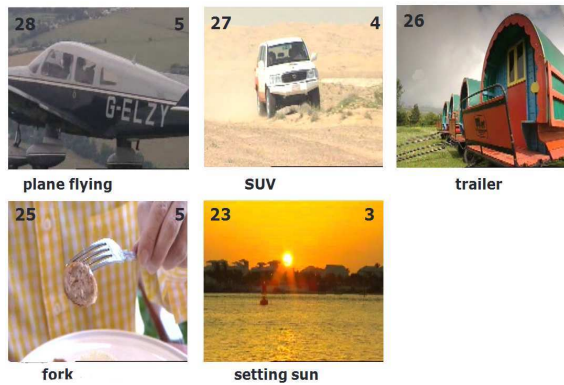 28 5
27 4
26
G-ELZY
plane flying
SUV
trailer
25 5
23 3
fork
setting sun